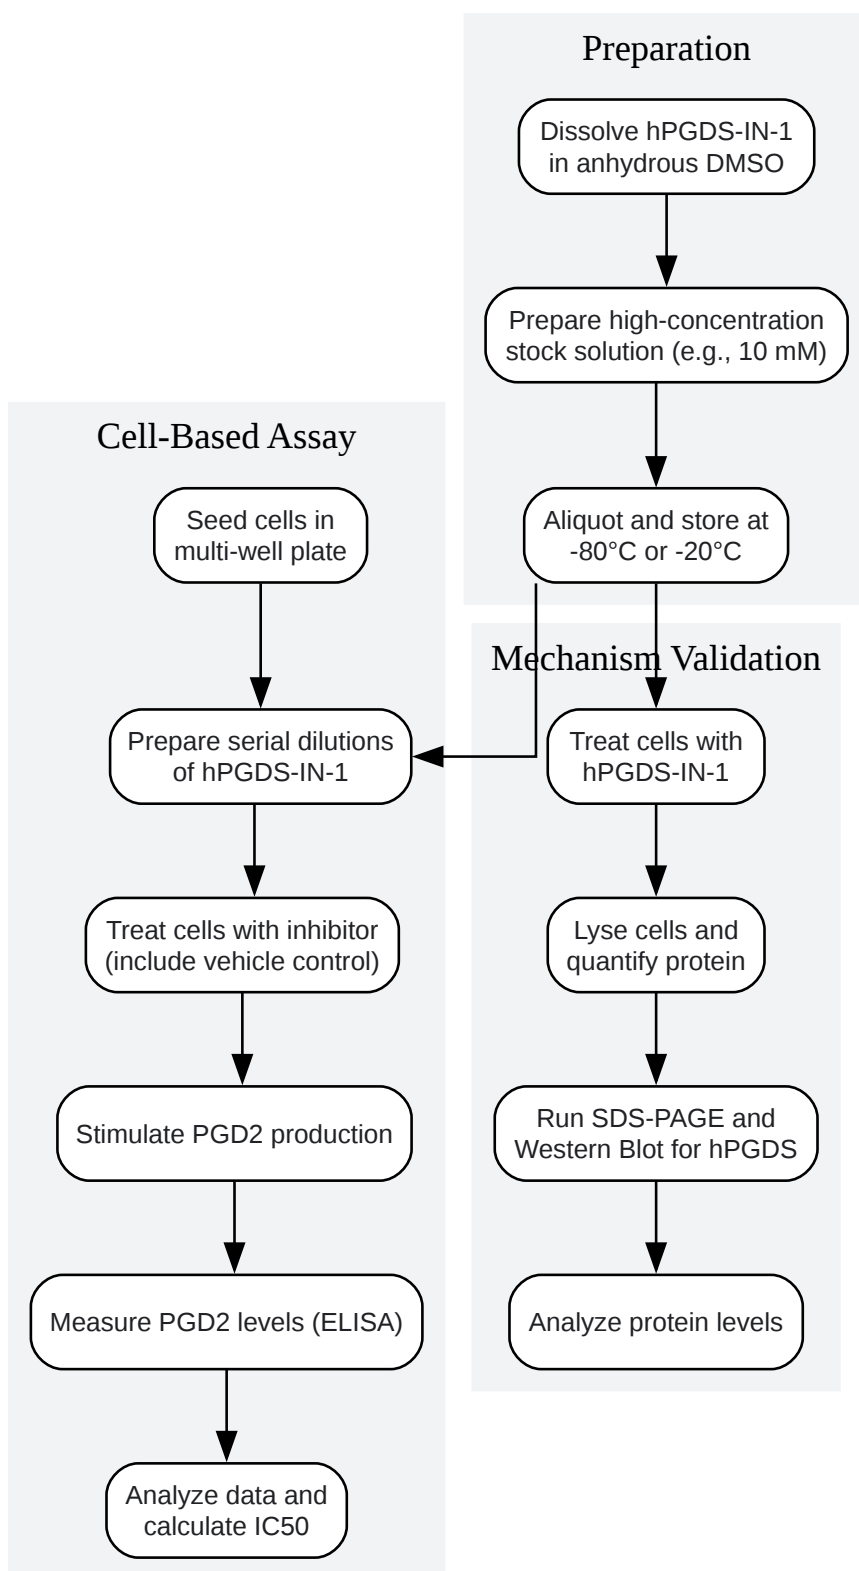 Preparation
Dissolve hPGDS-IN-1
in anhydrous DMSO
Prepare high-concentration
stock solution (e.g., 10 mM)
Aliquot and store at
-80°C or -20°C
Cell-Based Assay
Seed cells in
multi-well plate
Prepare serial dilutions
of hPGDS-IN-1
Treat cells with inhibitor
(include vehicle control)
Stimulate PGD2 production
Measure PGD2 levels (ELISA)
Analyze data and
calculate IC50
Mechanism Validation
Treat cells with
hPGDS-IN-1
Lyse cells and
quantify protein
Run SDS-PAGE and
Western Blot for hPGDS
Analyze protein levels